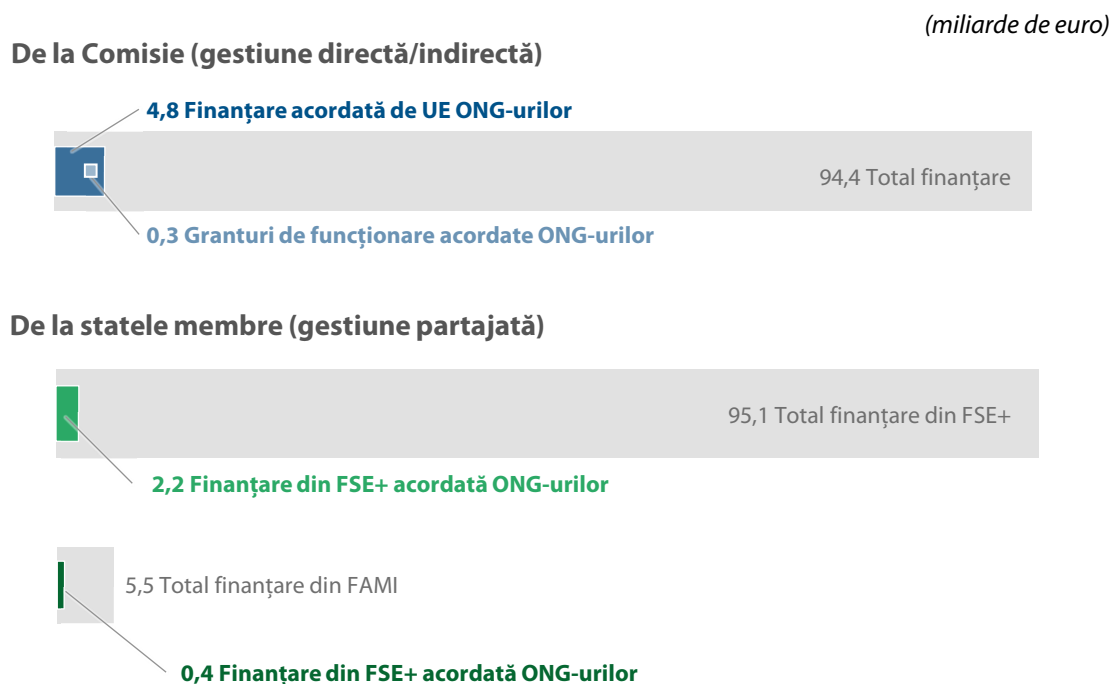 (miliarde de euro)
De la Comisie (gestiune directă/indirectă)
4,8 Finanțare acordată de UE ONG-urilor
94,4 Total finanțare
0,3 Granturi de funcționare acordate ONG-urilor
De la statele membre (gestiune partajată)
95,1 Total finanțare din FSE+
2,2 Finanțare din FSE+ acordată ONG-urilor
5,5 Total finanțare din FAMI
0,4 Finanțare din FSE+ acordată ONG-urilor